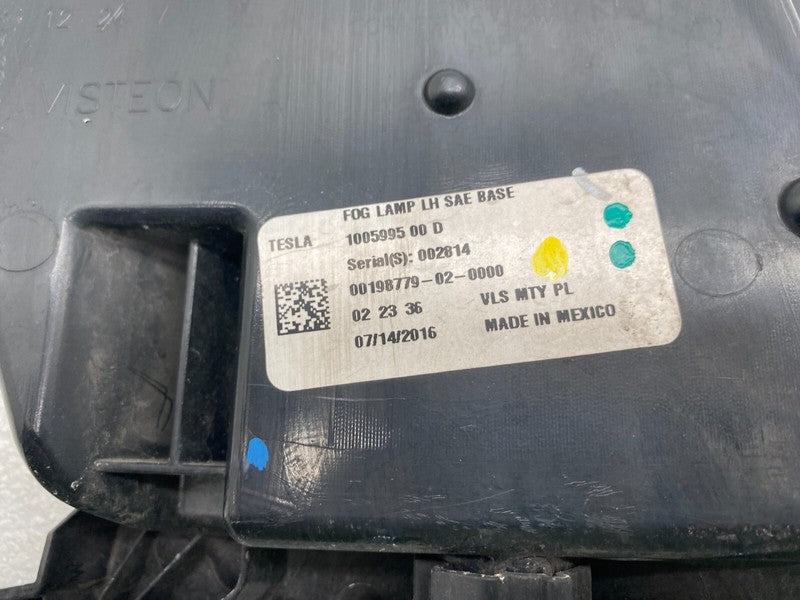 VISTEON
FOG LAMP LH SAE BASE
TESLA 1005995 00 D
Serial(S): 002814
00198779-02-0000
02 23 36 VLS MTY PL
07/14/2016 MADE IN MEXICO